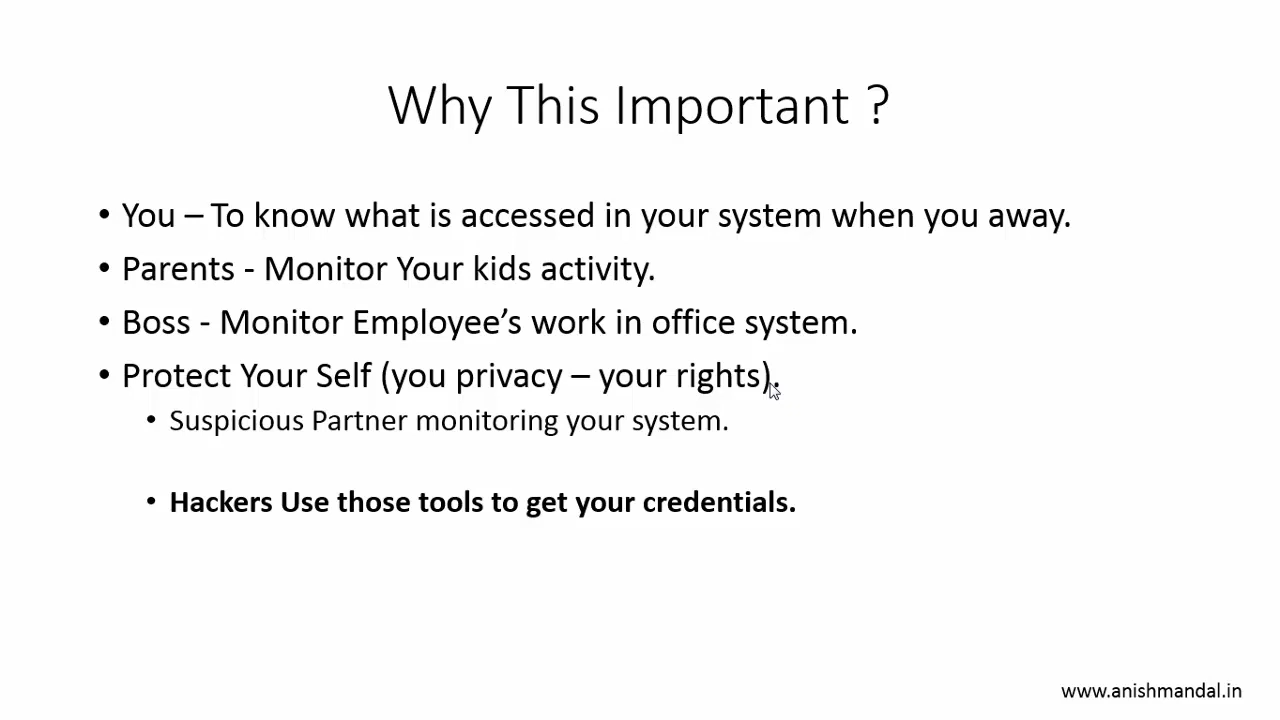 Why This Important ?
• You – To know what is accessed in your system when you away.
• Parents - Monitor Your kids activity.
• Boss - Monitor Employee’s work in office system.
• Protect Your Self (you privacy – your rights).
• Suspicious Partner monitoring your system.
• Hackers Use those tools to get your credentials.
www.anishmandal.in